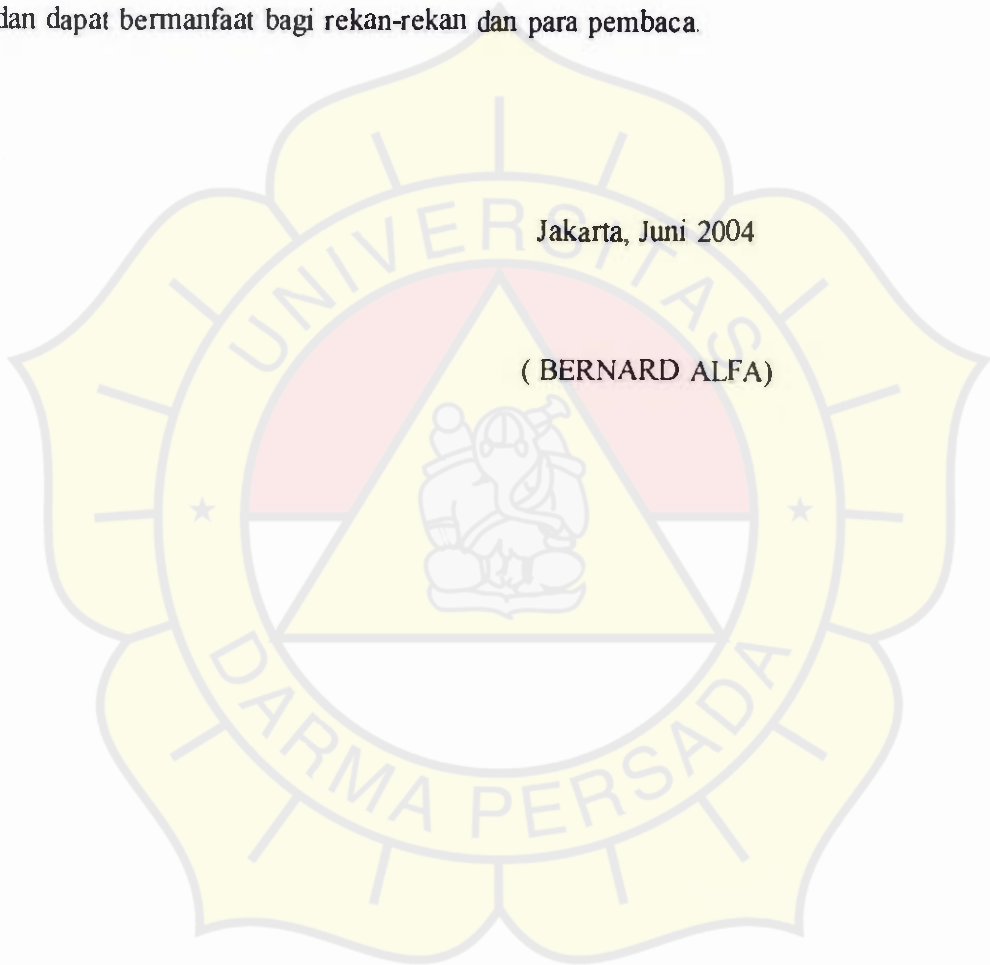 dan dapat bermanfaat bagi rekan-rekan dan para pembaca.
Jakarta, Juni 2004
( BERNARD ALFA)
UNIVERSITAS
DARMA PERSADA